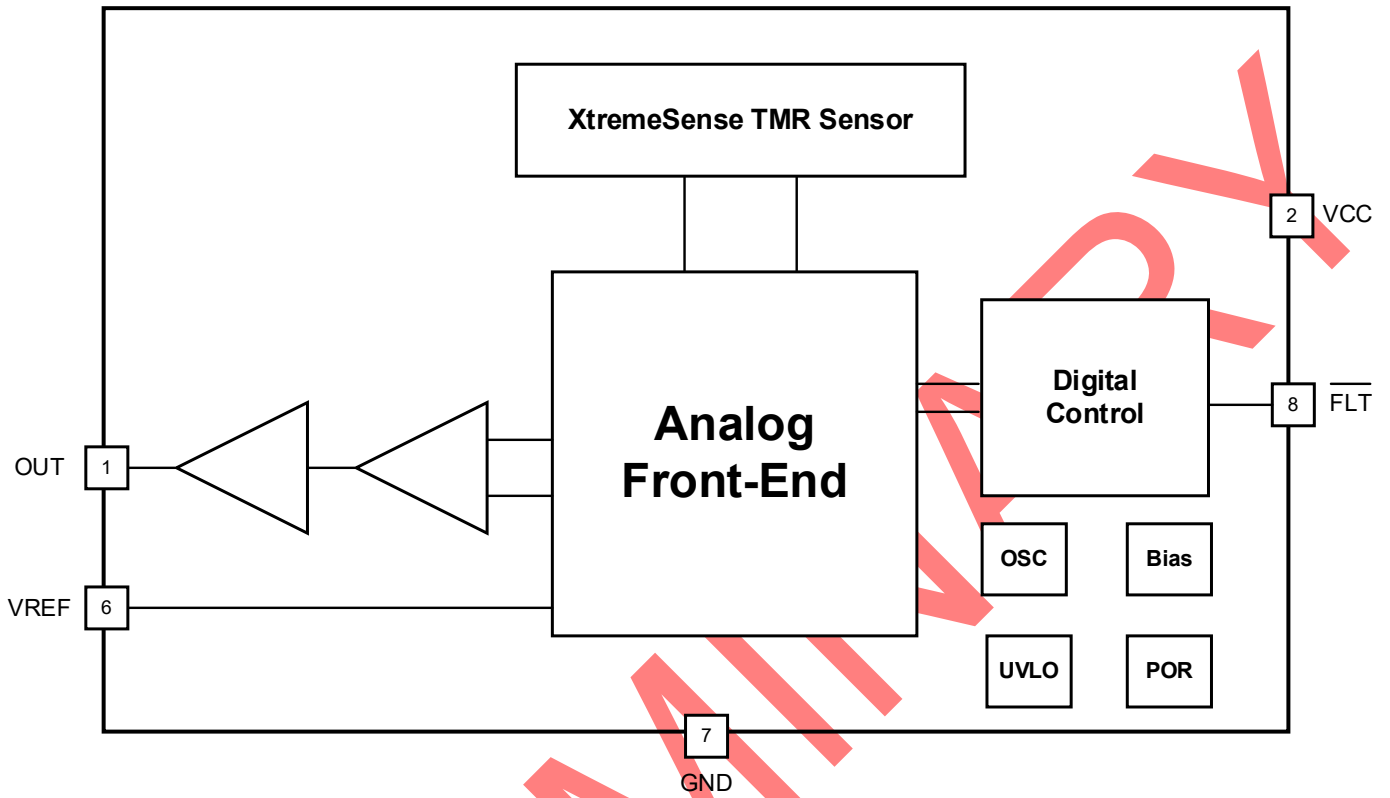 XtremeSense TMR Sensor
2 VCC
Analog
Front-End
Digital
Control
8 FLT
OUT 1
VREF 6
OSC
Bias
UVLO
POR
7
GND